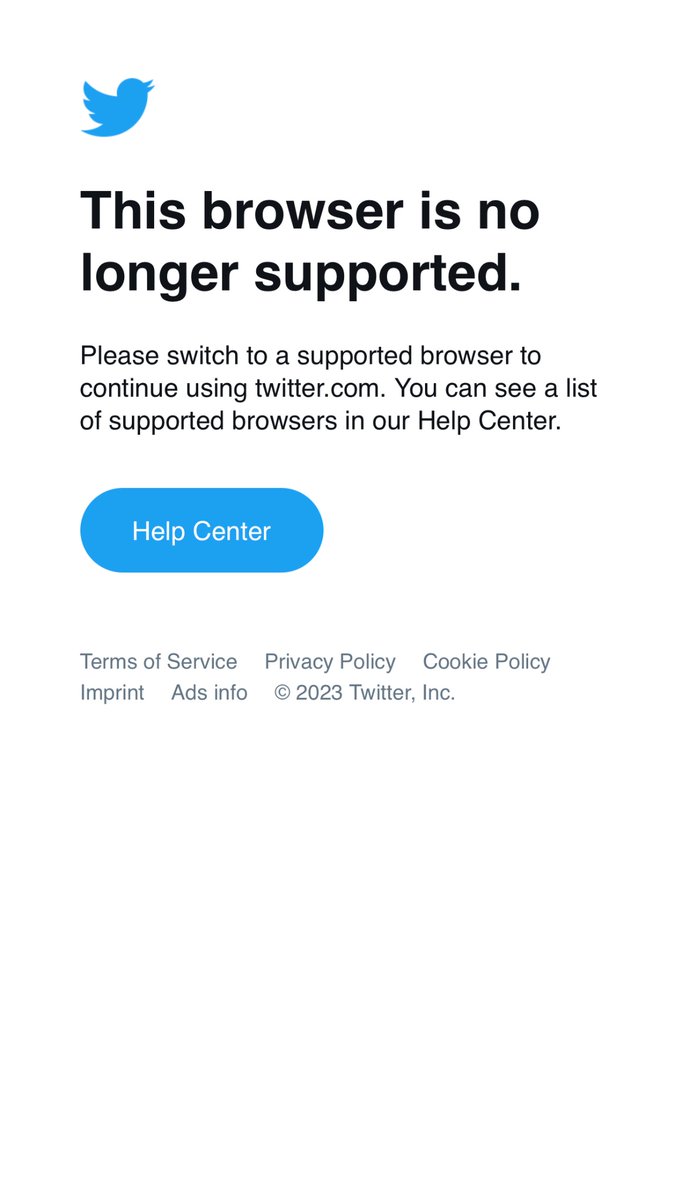 This browser is no
longer supported.
Please switch to a supported browser to
continue using twitter.com. You can see a list
of supported browsers in our Help Center.
Help Center
Terms of Service Privacy Policy Cookie Policy
Imprint Ads info © 2023 Twitter, Inc.